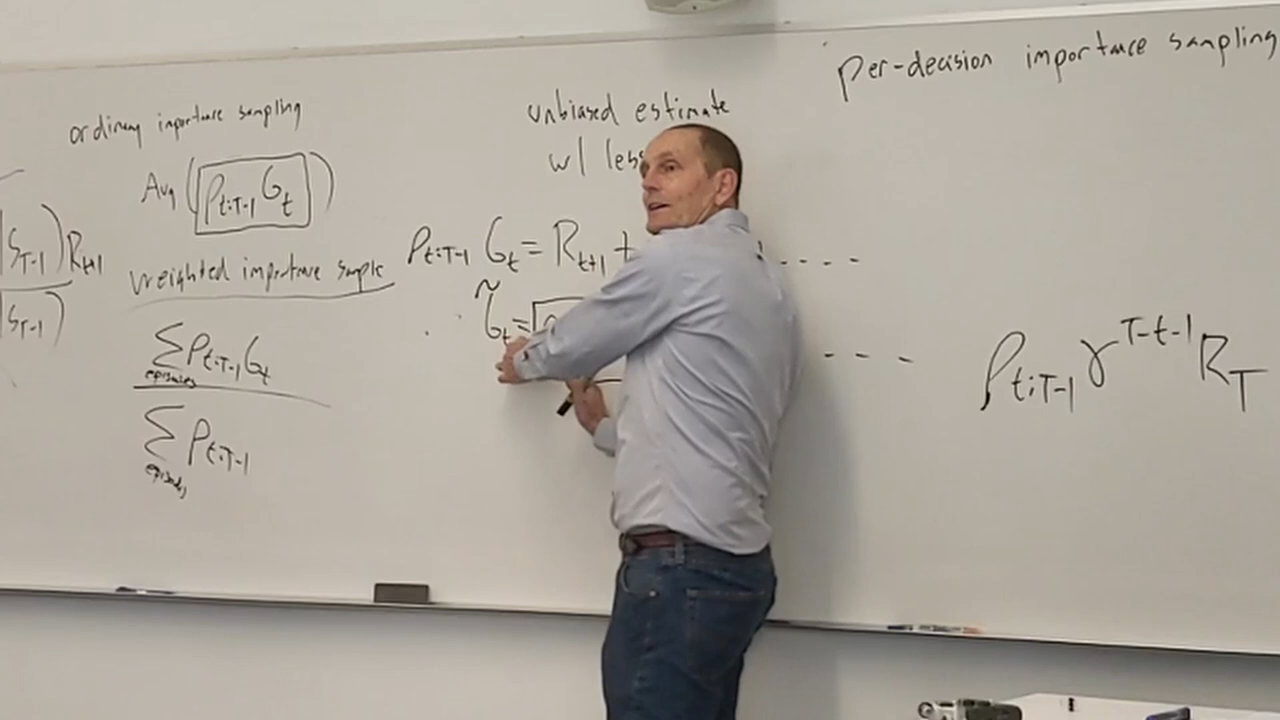 per-decision importance sampling
ordinary importance sampling
unbiased estimate
w/ less
Avg (ρt:T-1 Gt)
|ST-1) Rt+1
|ST-1)
weighted importance sample
ρt:T-1 Gt = Rt+1 + ....
G̃t =
∑ ρt:T-1 Gt
episodes
∑ ρt:T-1
episodes
--- ρt:T-1 γ^T-t-1 RT